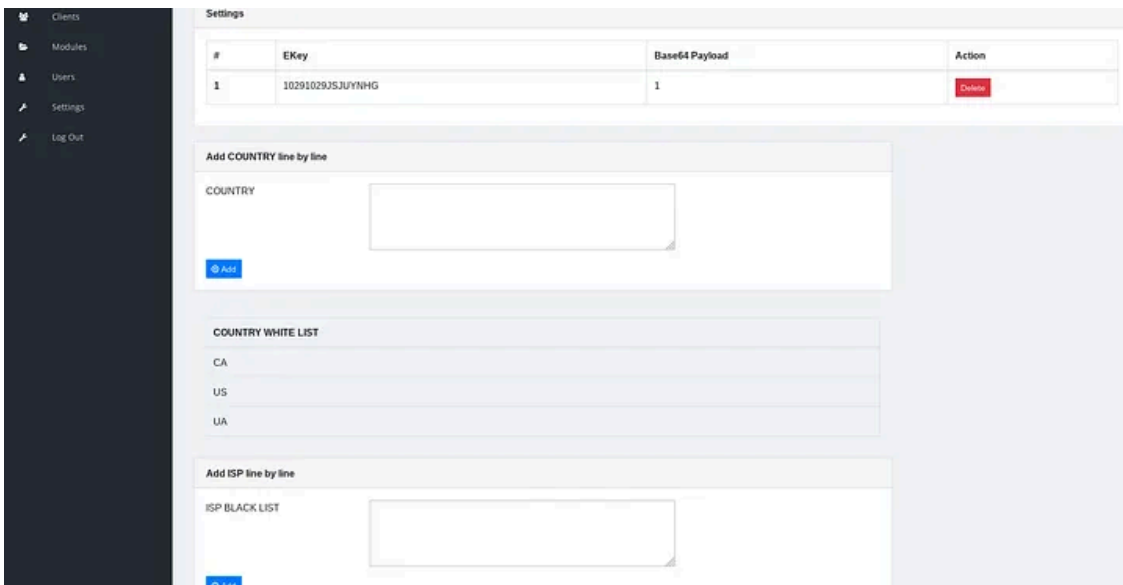 Clients
Modules
Users
Settings
Log Out
Settings
# EKey Base64 Payload Action
1 10291029JSJUYNHG 1 Delete
Add COUNTRY line by line
COUNTRY
Add
COUNTRY WHITE LIST
CA
US
UA
Add ISP line by line
ISP BLACK LIST
Add